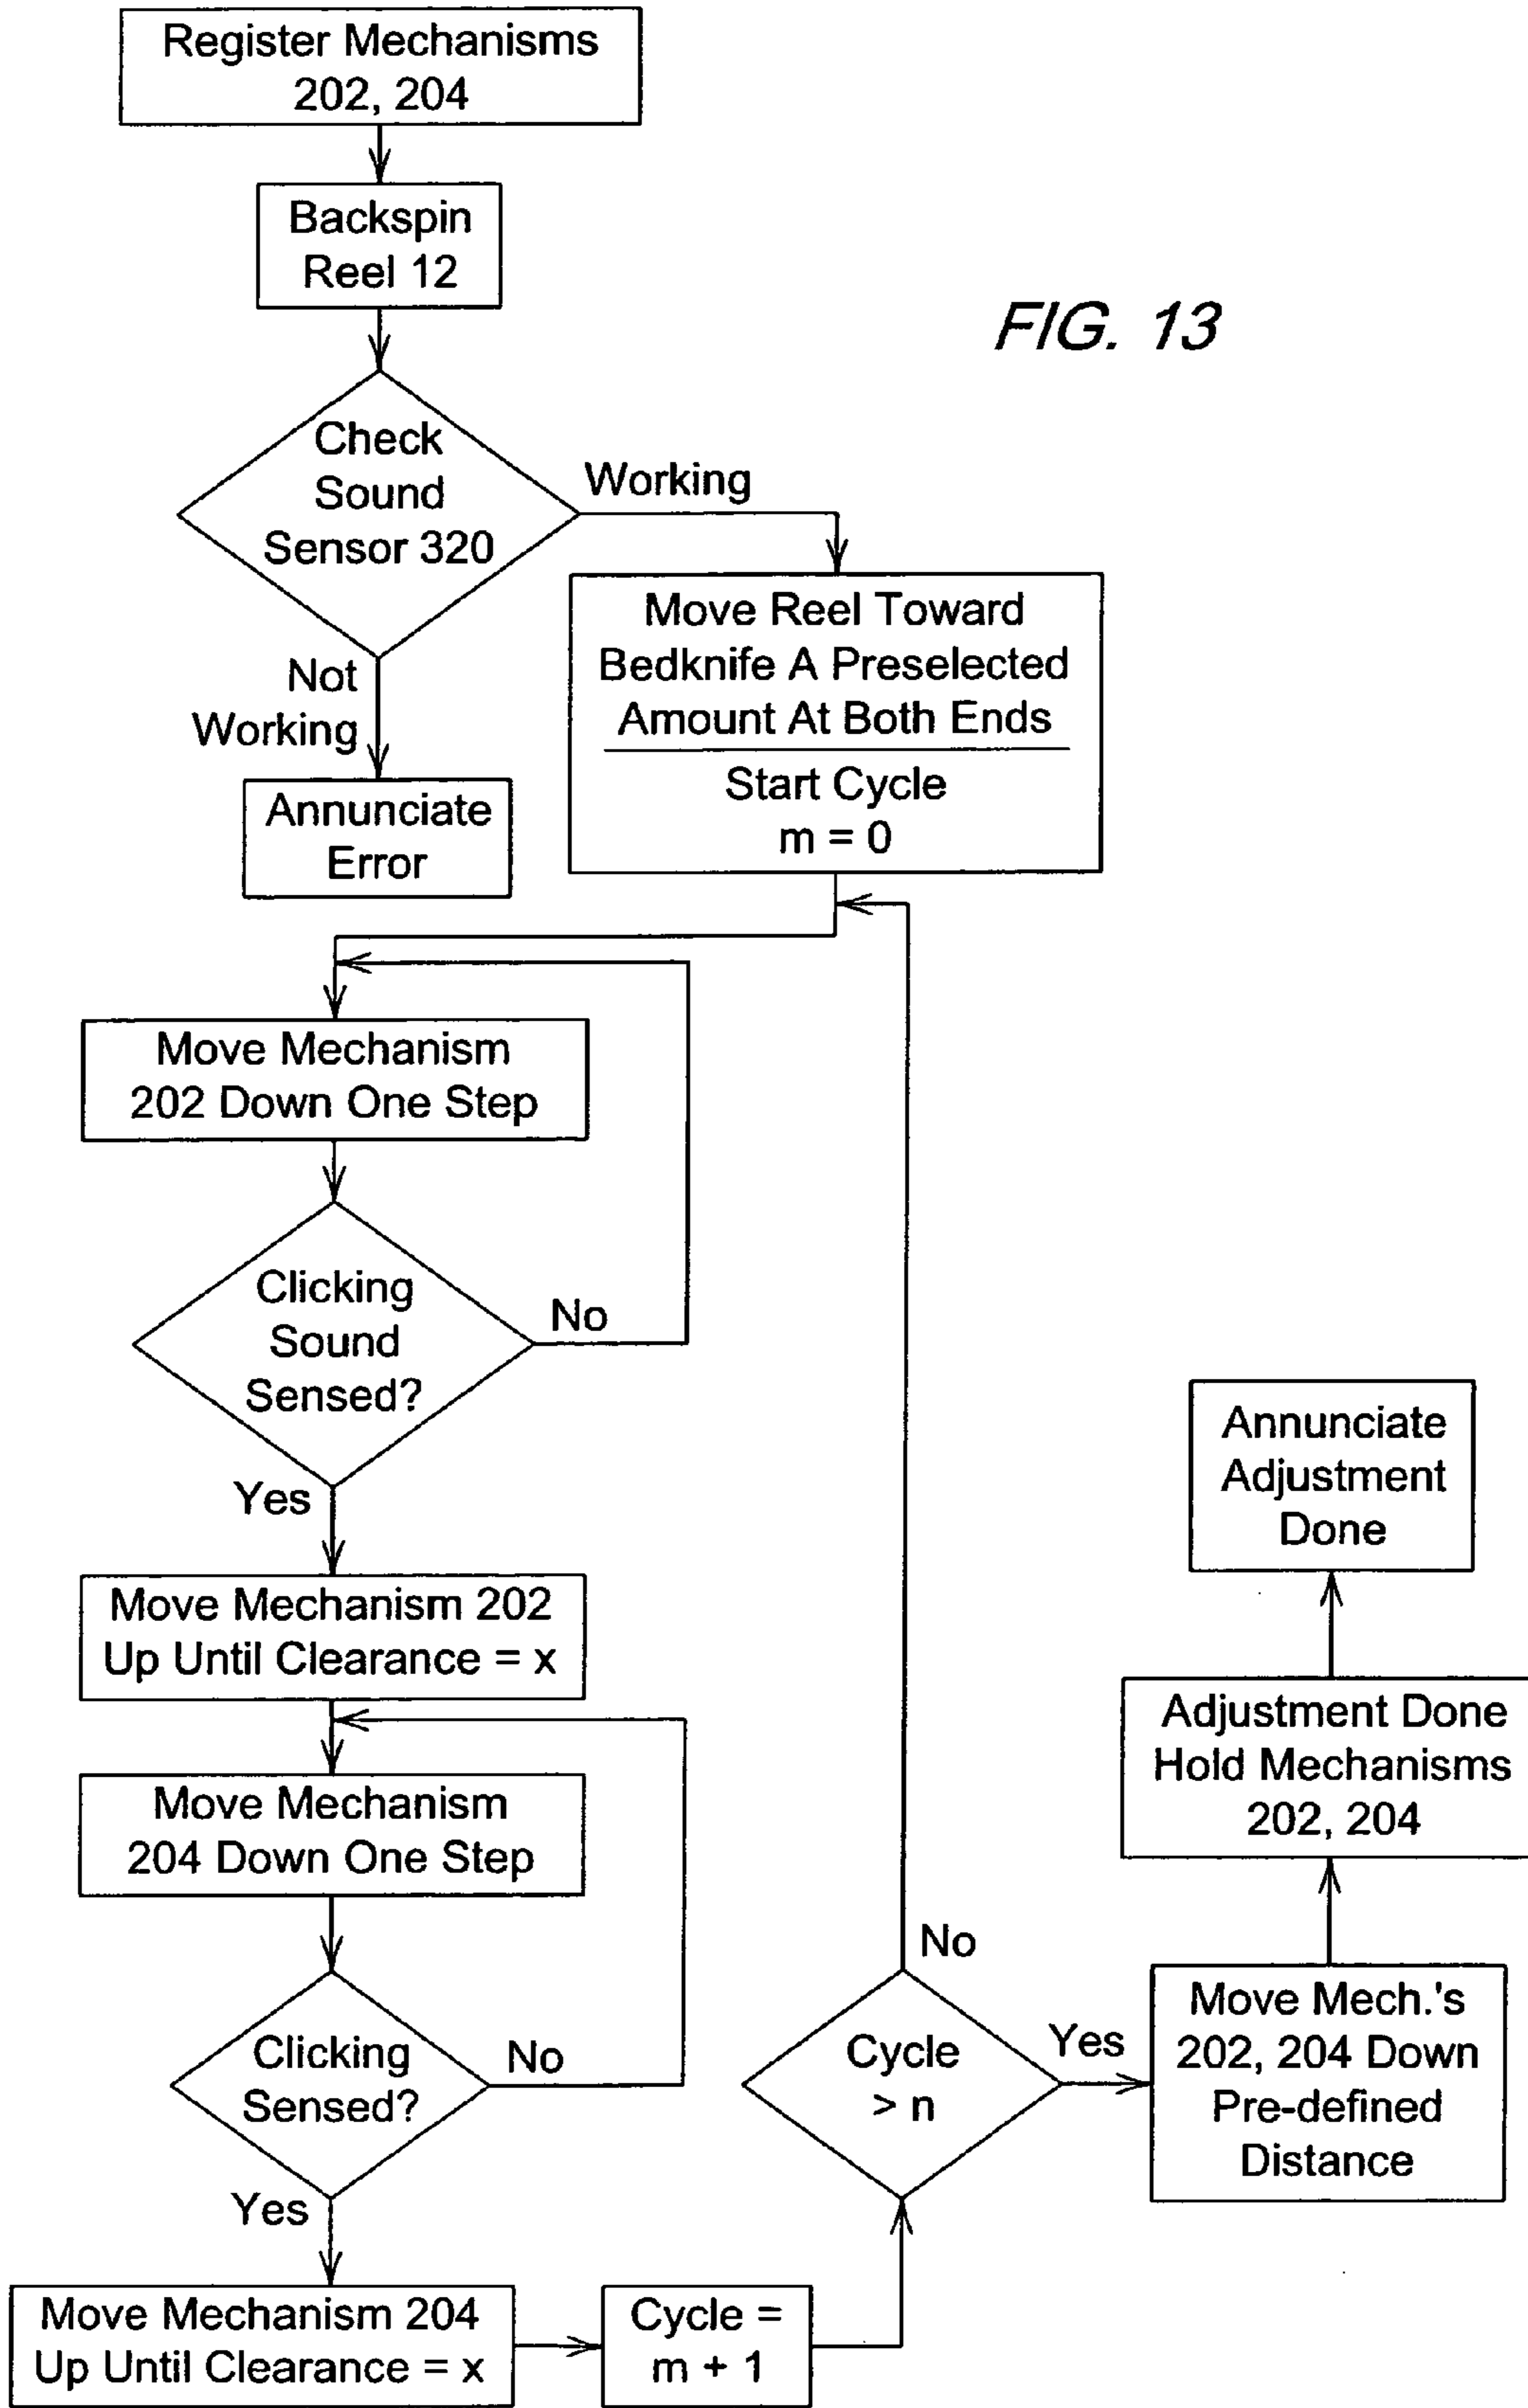 Register Mechanisms
202, 204
Backspin
Reel 12
FIG. 13
Check
Sound
Sensor 320
Working
Not
Working
Annunciate
Error
Move Reel Toward
Bedknife A Preselected
Amount At Both Ends
Start Cycle
m = 0
Move Mechanism
202 Down One Step
Clicking
Sound
Sensed?
No
Yes
Move Mechanism 202
Up Until Clearance = x
Move Mechanism
204 Down One Step
Clicking
Sensed?
No
Yes
Move Mechanism 204
Up Until Clearance = x
Cycle =
m + 1
Cycle
> n
No
Yes
Move Mech.'s
202, 204 Down
Pre-defined
Distance
Adjustment Done
Hold Mechanisms
202, 204
Annunciate
Adjustment
Done